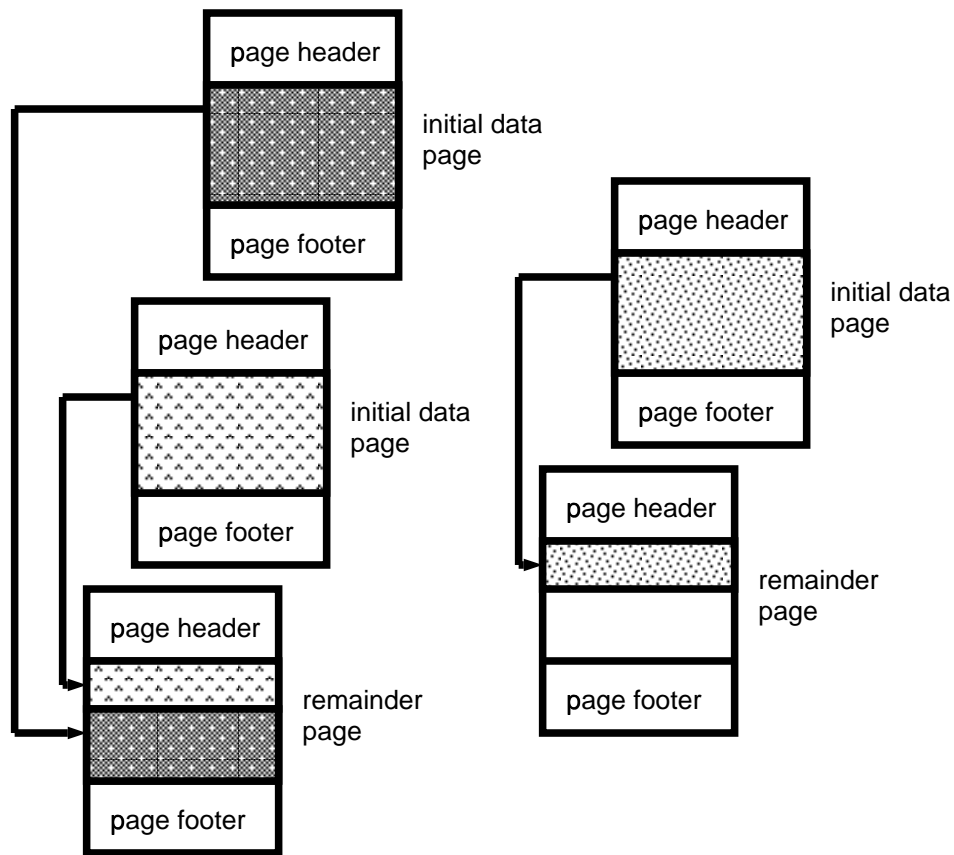 page header
initial data
page
page footer
page header
initial data
page
page footer
page header
remainder
page
page footer
page header
initial data
page
page footer
page header
remainder
page
page footer